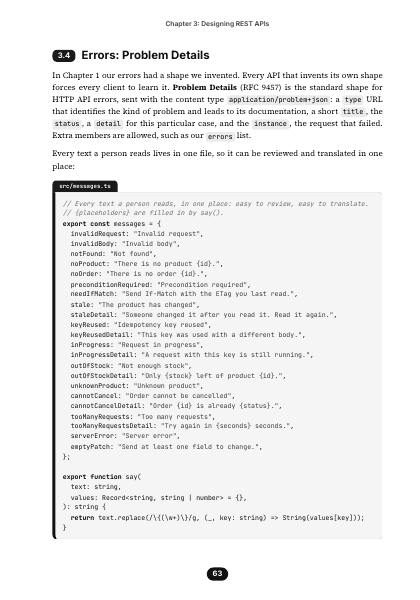 Chapter 3: Designing REST APIs
3.4 Errors: Problem Details
In Chapter 1 our errors had a shape we invented. Every API that invents its own shape
forces every client to learn it. Problem Details (RFC 9457) is the standard shape for
HTTP API errors, sent with the content type application/problem+json: a type URL
that identifies the kind of problem and leads to its documentation, a short title, the
status, a detail for this particular case, and the instance, the request that failed.
Extra members are allowed, such as our errors list.
Every text a person reads lives in one file, so it can be reviewed and translated in one
place:
src/messages.ts
// Every text a person reads, in one place: easy to review, easy to translate.
// {placeholders} are filled in by say().
export const messages = {
  invalidRequest: "Invalid request",
  invalidBody: "Invalid body",
  notFound: "Not found",
  noProduct: "There is no product {id}.",
  noOrder: "There is no order {id}.",
  preconditionRequired: "Precondition required",
  needIfMatch: "Send If-Match with the ETag you last read.",
  stale: "The product has changed",
  staleDetail: "Someone changed it after you read it. Read it again.",
  keyReused: "Idempotency key reused",
  keyReusedDetail: "This key was used with a different body.",
  inProgress: "Request in progress",
  inProgressDetail: "A request with this key is still running.",
  outOfStock: "Not enough stock",
  outOfStockDetail: "Only {stock} left of product {id}.",
  unknownProduct: "Unknown product",
  cannotCancel: "Order cannot be cancelled",
  cannotCancelDetail: "Order {id} is already {status}.",
  tooManyRequests: "Too many requests",
  tooManyRequestsDetail: "Try again in {seconds} seconds.",
  serverError: "Server error",
  emptyPatch: "Send at least one field to change.",
};
export function say(
  text: string,
  values: Record<string, string | number> = {},
): string {
  return text.replace(/\{(\w+)\}/g, (_, key: string) => String(values[key]));
}
63